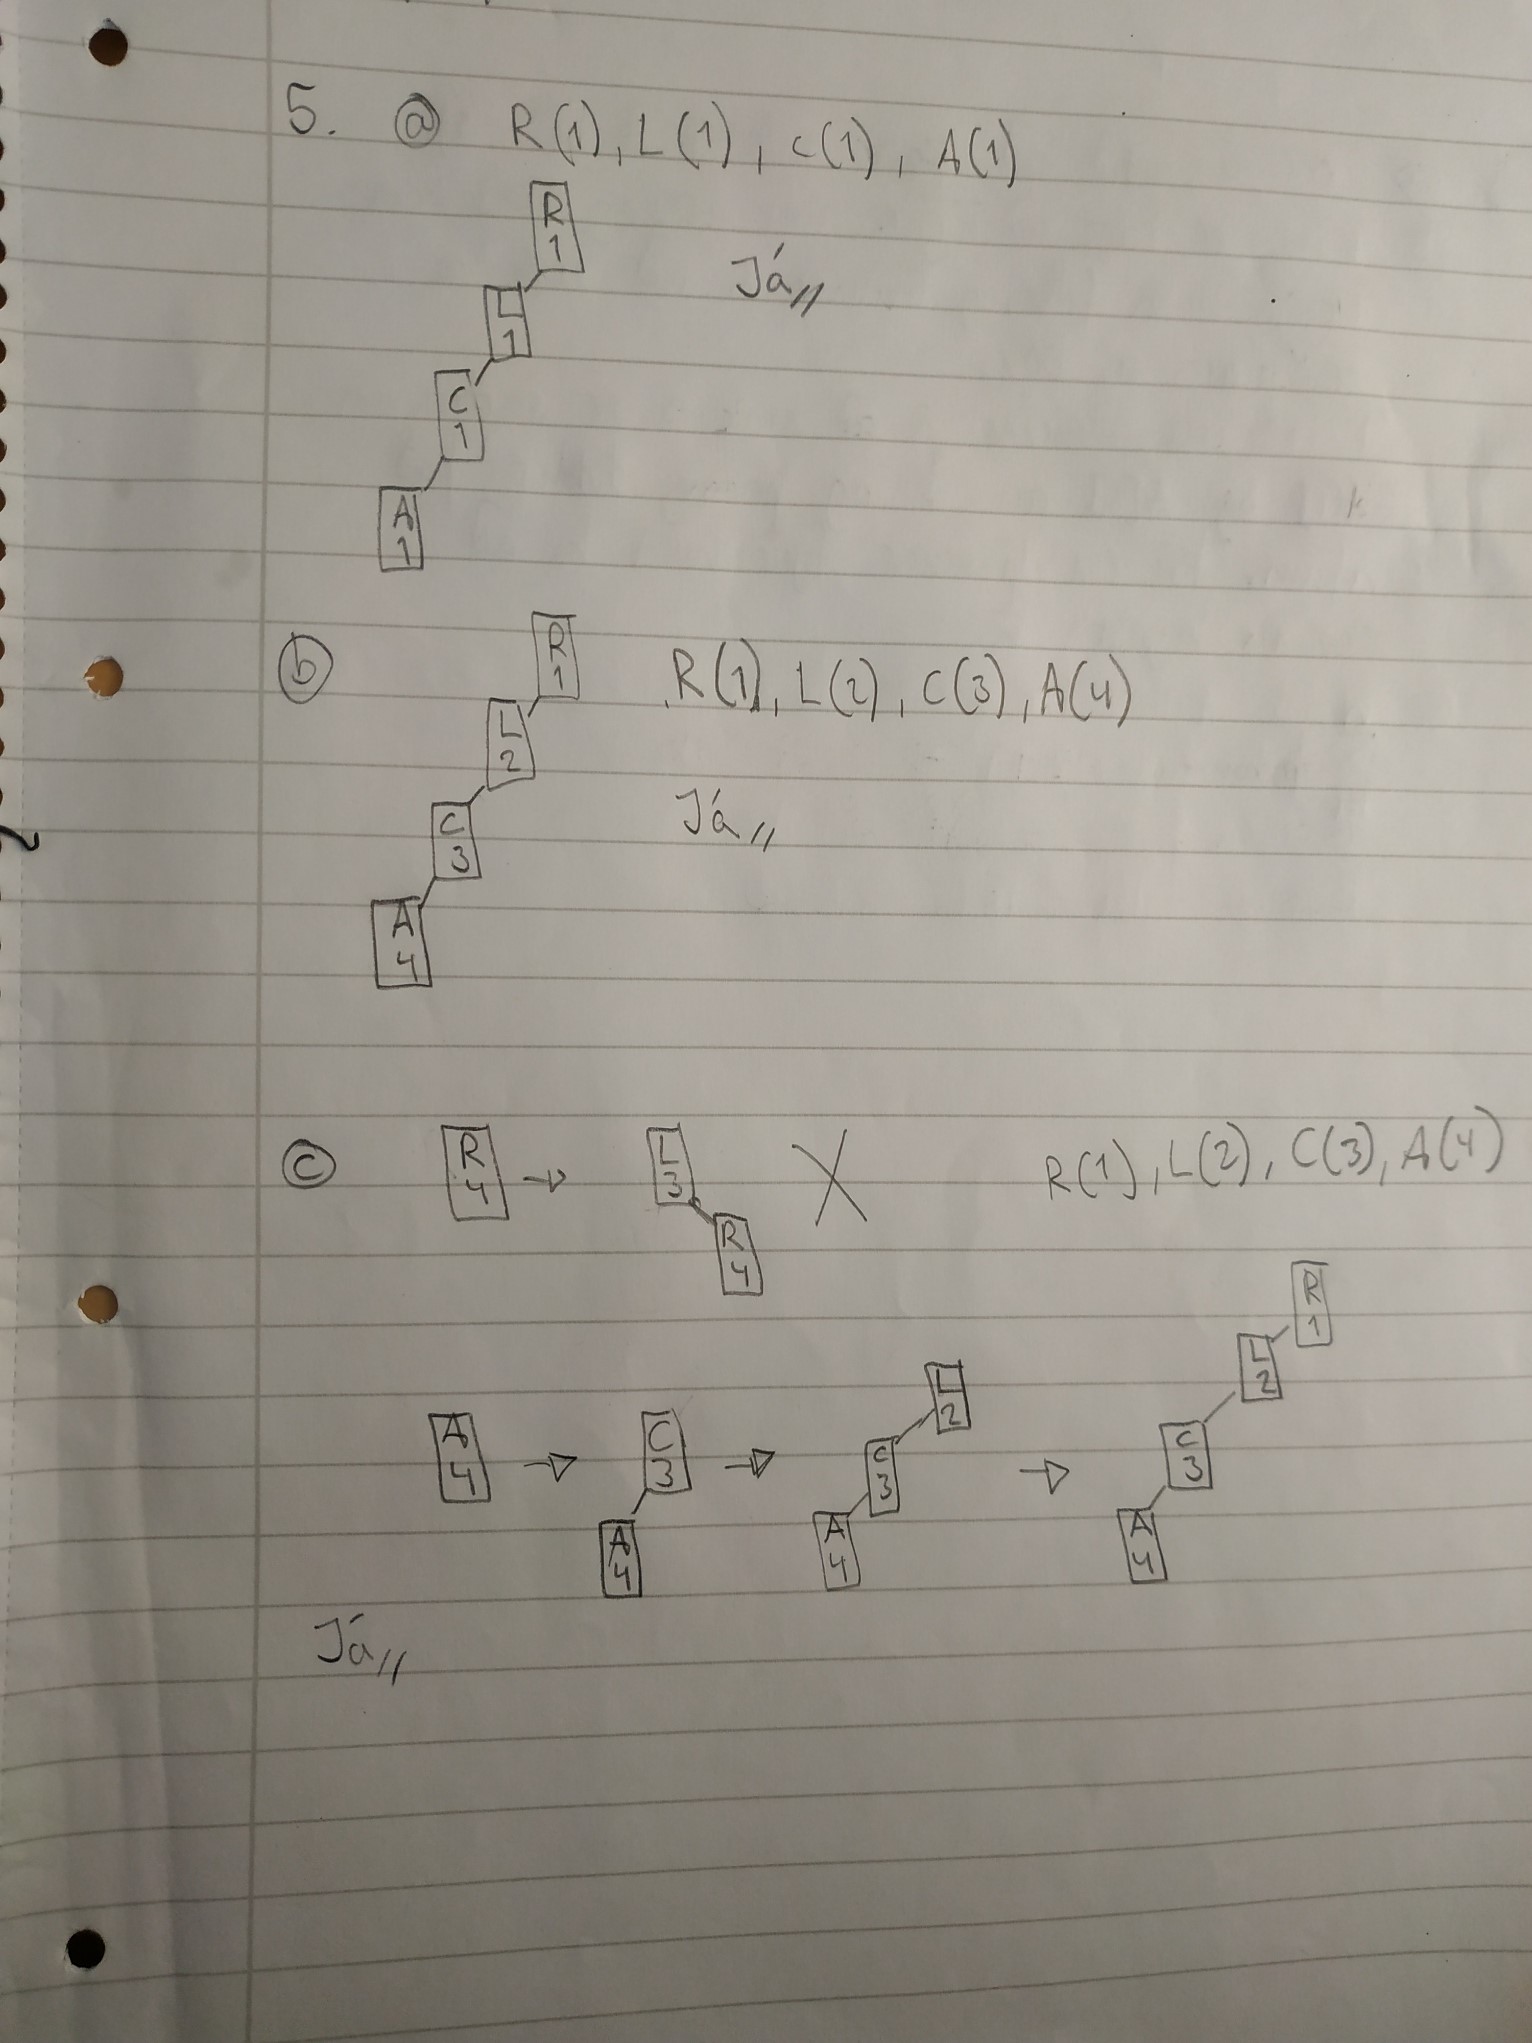 5. ⓐ R(1), L(1), C(1), A(1)
R
1
Já //
L
1
C
1
A
1
ⓑ
R
1
R(1), L(2), C(3), A(4)
L
2
Já //
C
3
A
4
ⓒ
R
4
→
L
3
R
4
X
R(1), L(2), C(3), A(4)
A
4
→
C
3
A
4
→
L
2
C
3
A
4
→
R
1
L
2
C
3
A
4
Já //